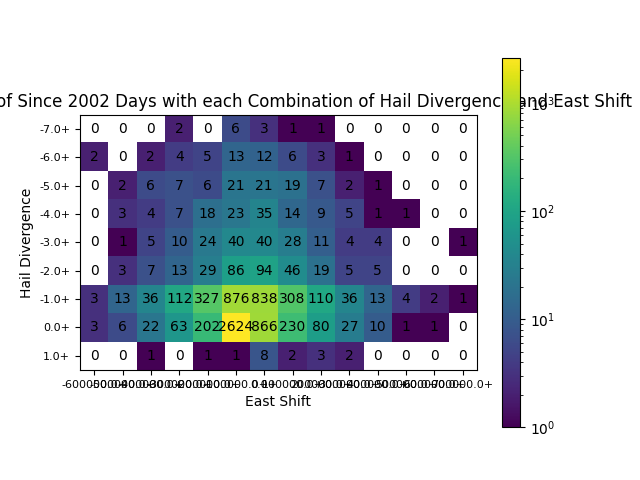 of Since 2002 Days with each Combination of Hail Divergence and East Shift
Hail Divergence
-7.0+ 0 0 0 2 0 6 3 1 1 0 0 0 0 0
-6.0+ 2 0 2 4 5 13 12 6 3 1 0 0 0 0
-5.0+ 0 2 6 7 6 21 21 19 7 2 1 0 0 0
-4.0+ 0 3 4 7 18 23 35 14 9 5 1 1 0 0
-3.0+ 0 1 5 10 24 40 40 28 11 4 4 0 0 1
-2.0+ 0 3 7 13 29 86 94 46 19 5 5 0 0 0
-1.0+ 3 13 36 112 327 876 838 308 110 36 13 4 2 1
0.0+ 3 6 22 63 202 2624 866 230 80 27 10 1 1 0
1.0+ 0 0 1 0 1 1 8 2 3 2 0 0 0 0
East Shift
10³
10²
10¹
10⁰